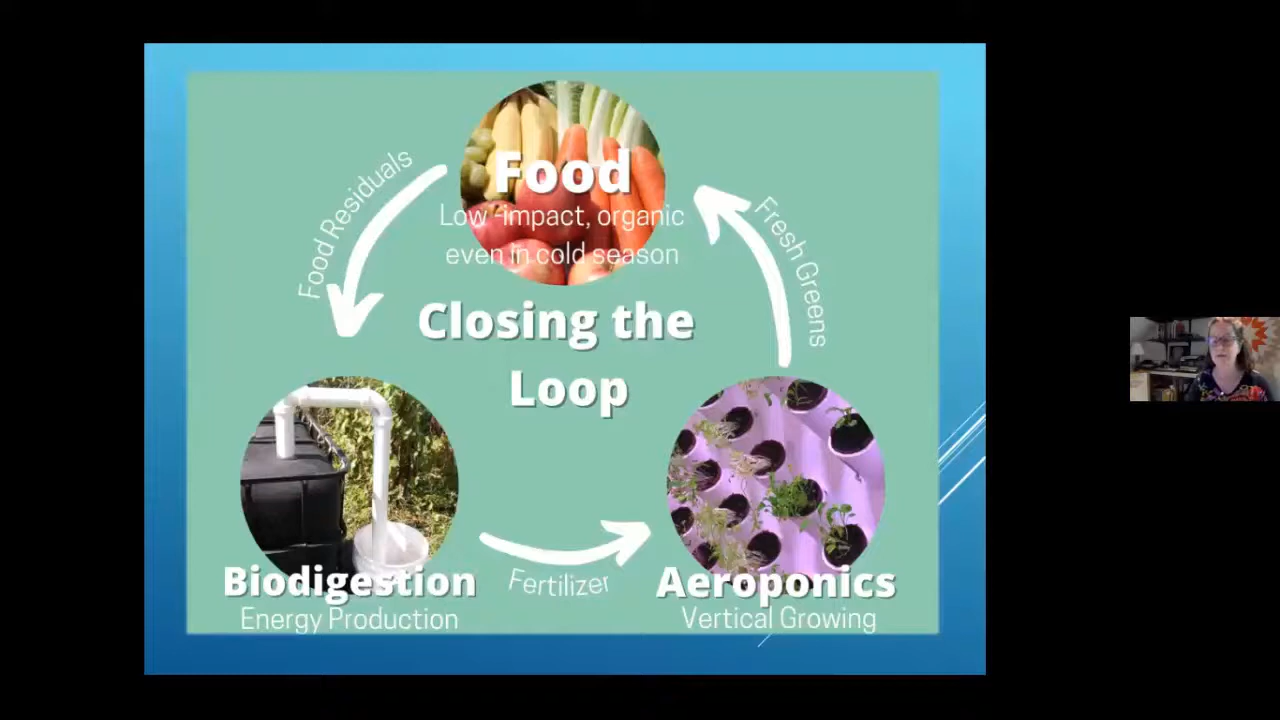 Food
Low -impact, organic
even in cold season
Food Residuals
Fresh Greens
Closing the
Loop
Biodigestion
Energy Production
Fertilizer
Aeroponics
Vertical Growing